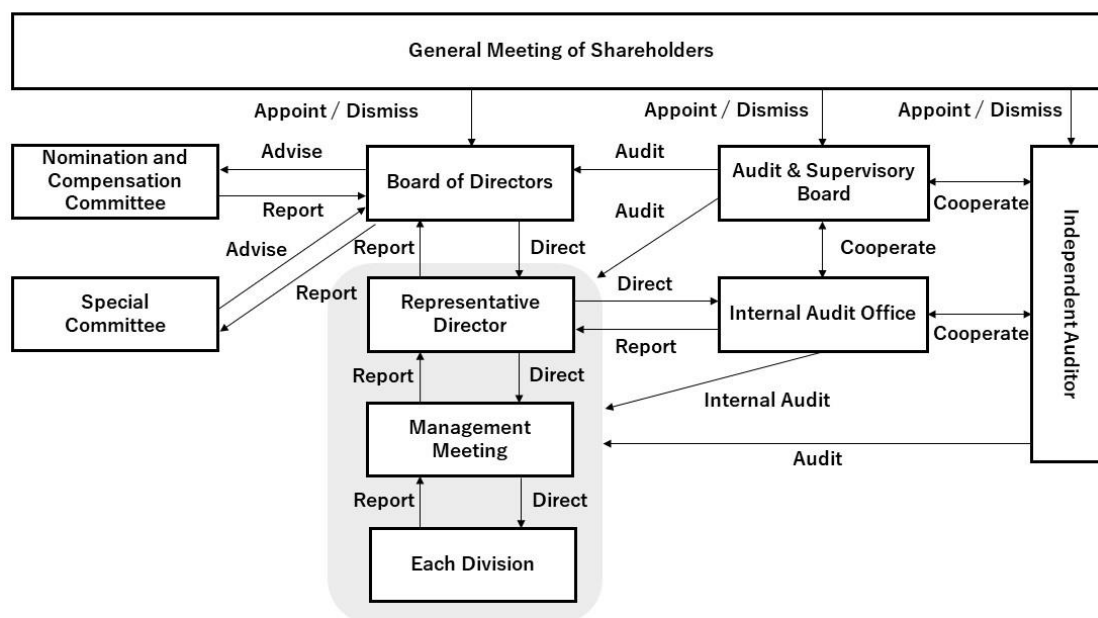 General Meeting of Shareholders
Appoint / Dismiss
Appoint / Dismiss
Appoint / Dismiss
Nomination and
Compensation
Committee
Advise
Report
Board of Directors
Audit
Audit
Audit & Supervisory
Board
Cooperate
Independent Auditor
Advise
Report
Report
Direct
Cooperate
Special
Committee
Representative
Director
Direct
Report
Internal Audit Office
Cooperate
Report
Direct
Internal Audit
Management
Meeting
Audit
Report
Direct
Each Division